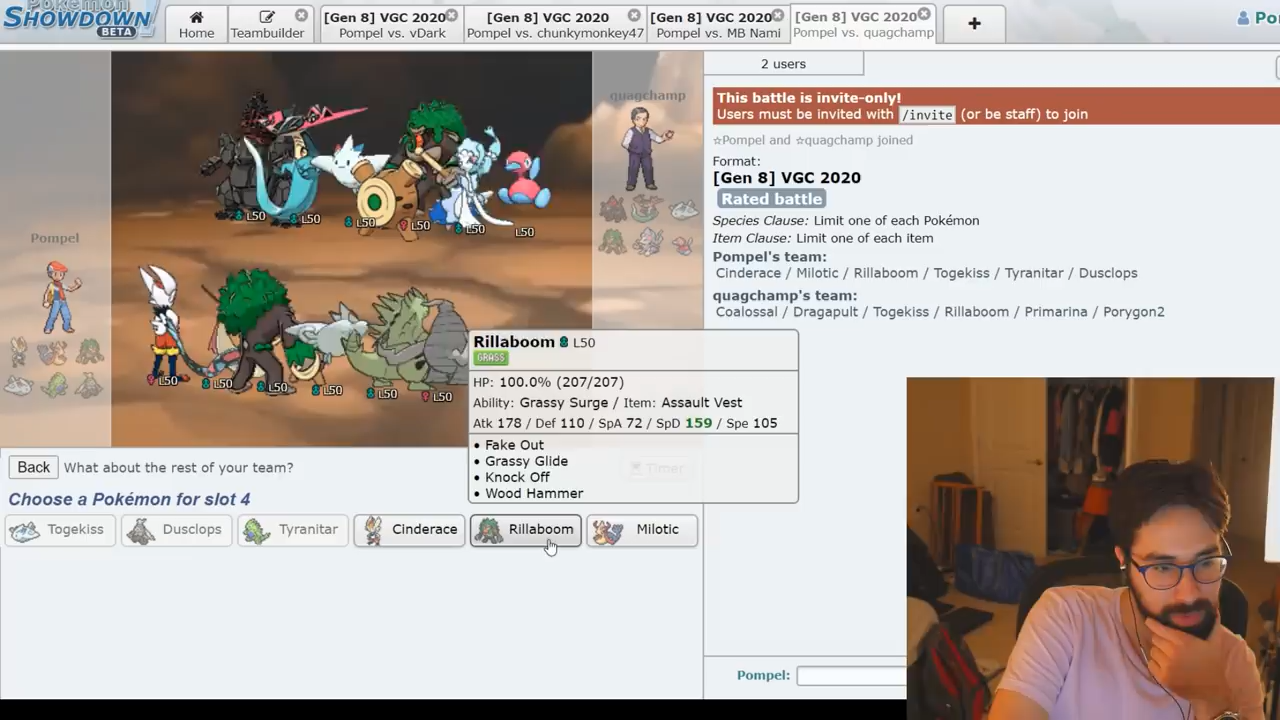 Pokémon
SHOWDOWN
BETA
Home
Teambuilder
[Gen 8] VGC 2020
Pompel vs. vDark
[Gen 8] VGC 2020
Pompel vs. chunkymonkey47
[Gen 8] VGC 2020
Pompel vs. MB Nami
[Gen 8] VGC 2020
Pompel vs. quagchamp
+
2 users
This battle is invite-only!
Users must be invited with /invite (or be staff) to join
☆Pompel and ☆quagchamp joined
Format:
[Gen 8] VGC 2020
Rated battle
Species Clause: Limit one of each Pokémon
Item Clause: Limit one of each item
Pompel's team:
Cinderace / Milotic / Rillaboom / Togekiss / Tyranitar / Dusclops
quagchamp's team:
Coalossal / Dragapult / Togekiss / Rillaboom / Primarina / Porygon2
quagchamp
L50 L50 L50 L50 L50 L50
Pompel
L50 L50 L50 L50 L50 L50
Rillaboom L50
GRASS
HP: 100.0% (207/207)
Ability: Grassy Surge / Item: Assault Vest
Atk 178 / Def 110 / SpA 72 / SpD 159 / Spe 105
• Fake Out
• Grassy Glide
• Knock Off
• Wood Hammer
Back What about the rest of your team?
Timer
Choose a Pokémon for slot 4
Togekiss Dusclops Tyranitar Cinderace Rillaboom Milotic
Pompel: